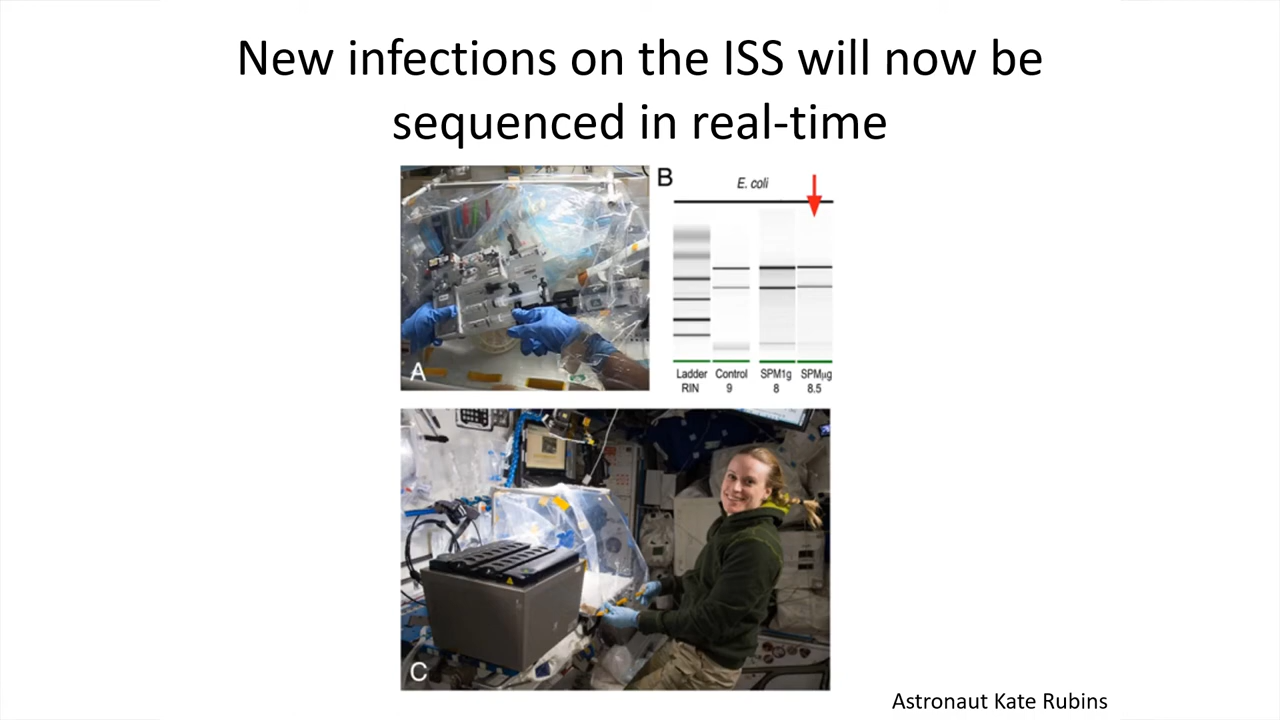 New infections on the ISS will now be
sequenced in real-time
A
B
E. coli
Ladder Control SPM1g SPMµg
RIN 9 8 8.5
C
Astronaut Kate Rubins